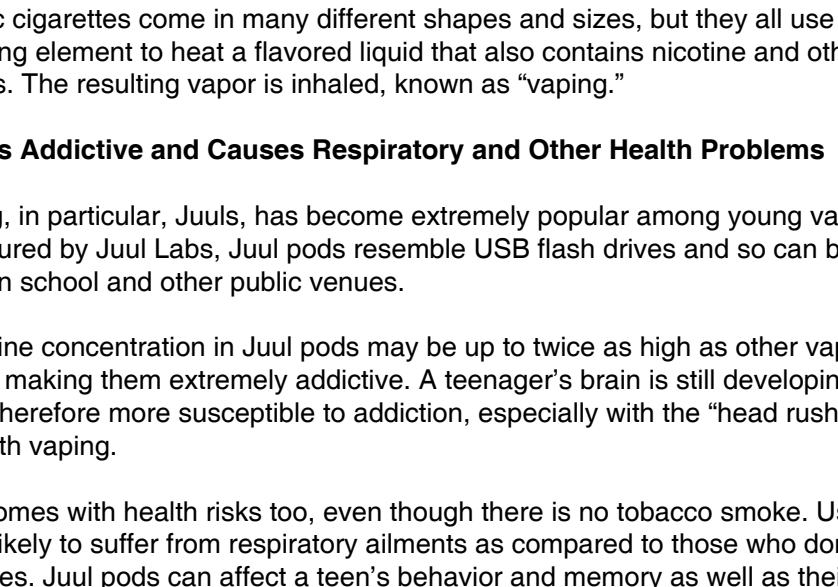 c cigarettes come in many different shapes and sizes, but they all use
ng element to heat a flavored liquid that also contains nicotine and oth
s. The resulting vapor is inhaled, known as “vaping.”
s Addictive and Causes Respiratory and Other Health Problems
g, in particular, Juuls, has become extremely popular among young va
ured by Juul Labs, Juul pods resemble USB flash drives and so can b
n school and other public venues.
ine concentration in Juul pods may be up to twice as high as other vap
making them extremely addictive. A teenager’s brain is still developin
herefore more susceptible to addiction, especially with the “head rush
th vaping.
omes with health risks too, even though there is no tobacco smoke. Us
ikely to suffer from respiratory ailments as compared to those who don
es. Juul pods can affect a teen’s behavior and memory as well as the